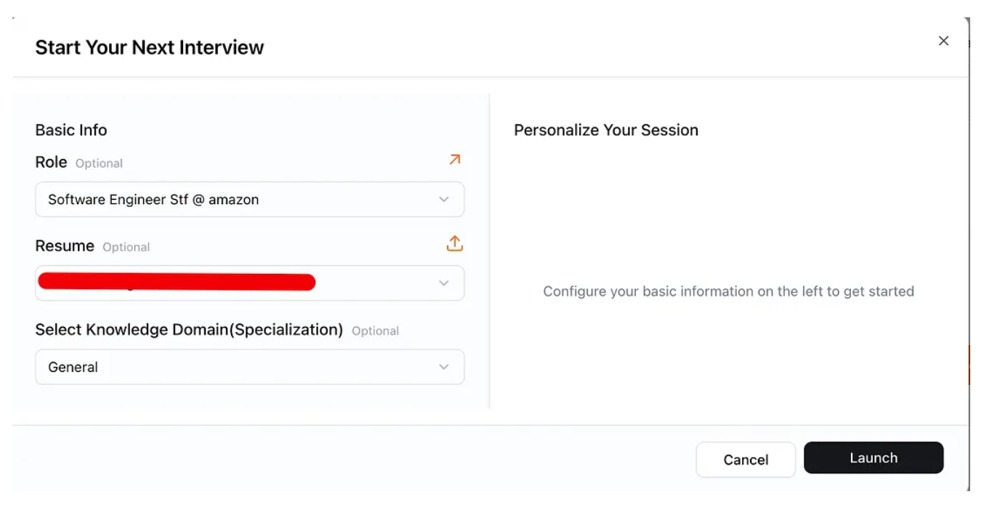 Start Your Next Interview
Basic Info
Role Optional
Software Engineer Stf @ amazon
Resume Optional
Select Knowledge Domain(Specialization) Optional
General
Personalize Your Session
Configure your basic information on the left to get started
Cancel
Launch